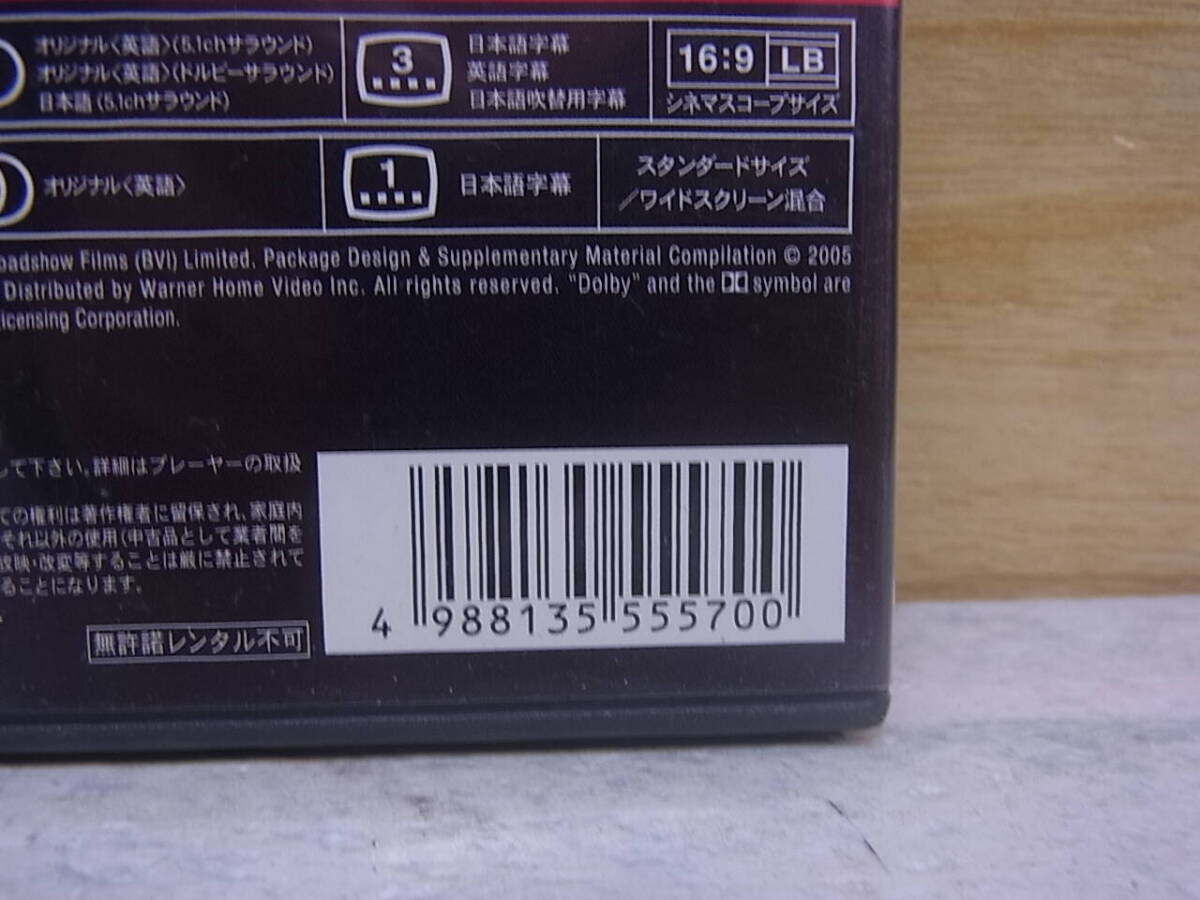 オリジナル〈英語〉(5.1chサラウンド)
オリジナル〈英語〉(ドルビーサラウンド)
日本語(5.1chサラウンド)
3
日本語字幕
英語字幕
日本語吹替用字幕
16:9 LB
シネマスコープサイズ
オリジナル〈英語〉
1
日本語字幕
スタンダードサイズ
/ワイドスクリーン混合
oadshow Films (BVI) Limited. Package Design & Supplementary Material Compilation © 2005
Distributed by Warner Home Video Inc. All rights reserved. "Dolby" and the symbol are
icensing Corporation.
して下さい。詳細はプレーヤーの取扱
ての権利は著作権者に留保され、家庭内
それ以外の使用(中古品として業者間を
放映・改変等することは厳に禁止されて
ることになります。
無許諾レンタル不可
4 988135 555700